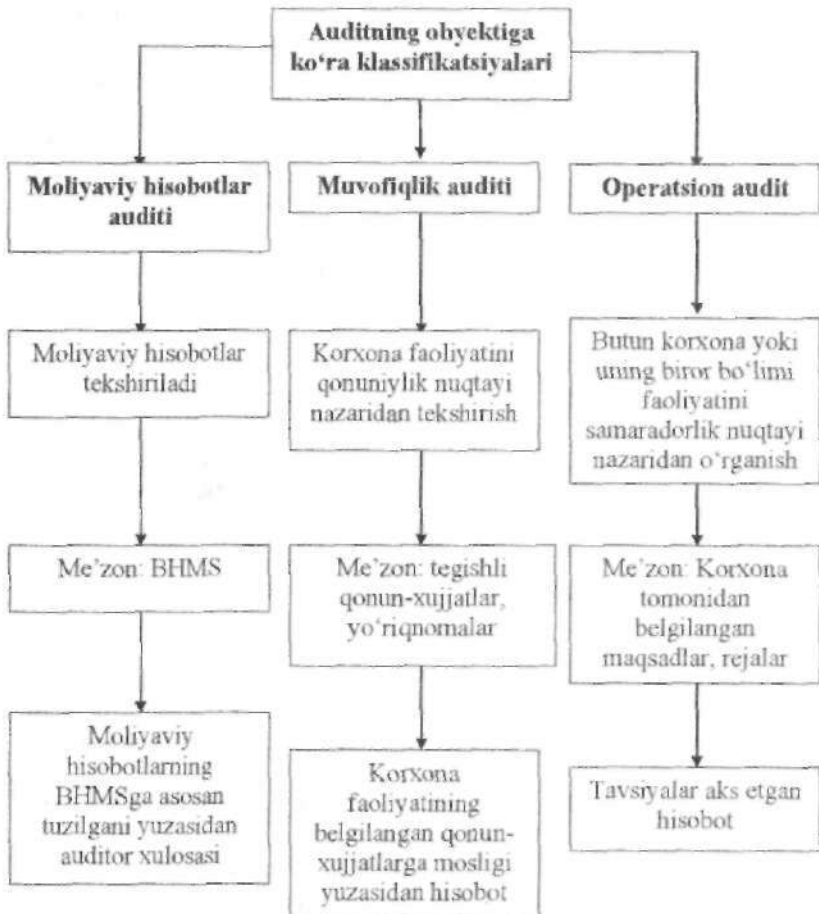 Auditning obyektiga
ko‘ra klassifikatsiyalari
Moliyaviy hisobotlar
auditi
Moliyaviy hisobotlar
tekshiriladi
Me’zon: BHMS
Moliyaviy
hisobotlarning
BHMSga asosan
tuzilgani yuzasidan
auditor xulosasi
Muvofiqlik auditi
Korxona faoliyatini
qonuniylik nuqtayi
nazaridan tekshirish
Me’zon: tegishli
qonun-xujjatlar,
yo‘riqnomalar
Korxona
faoliyatining
belgilangan qonun-
xujjatlarga mosligi
yuzasidan hisobot
Operatsion audit
Butun korxona yoki
uning biror bo‘limi
faoliyatini
samaradorlik nuqtayi
nazaridan o‘rganish
Me’zon: Korxona
tomonidan
belgilangan
maqsadlar, rejalar
Tavsiyalar aks etgan
hisobot